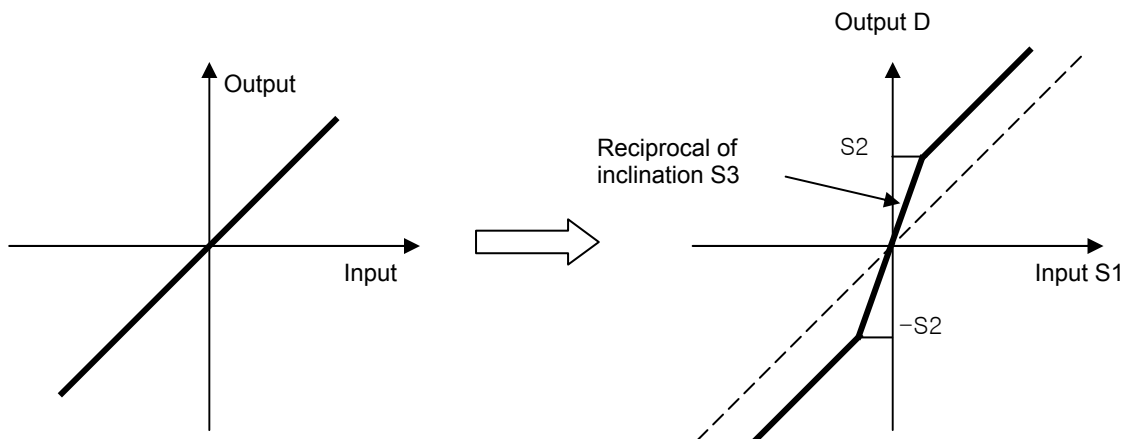 Output
Input
Output D
Reciprocal of
inclination S3
S2
Input S1
-S2